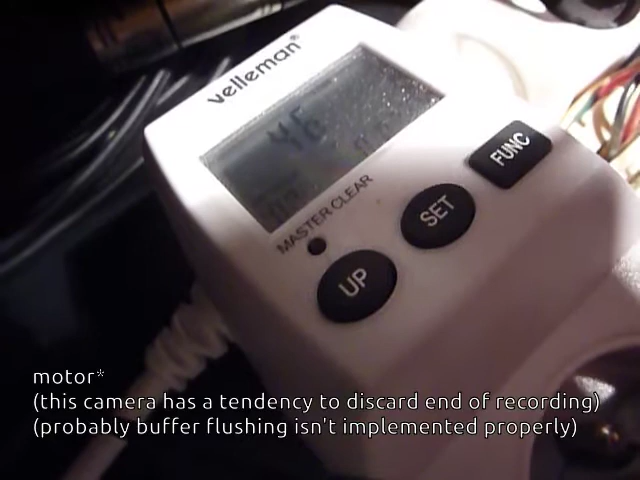 velleman®
46
MASTER CLEAR
UP
SET
FUNC
motor*
(this camera has a tendency to discard end of recording)
(probably buffer flushing isn't implemented properly)